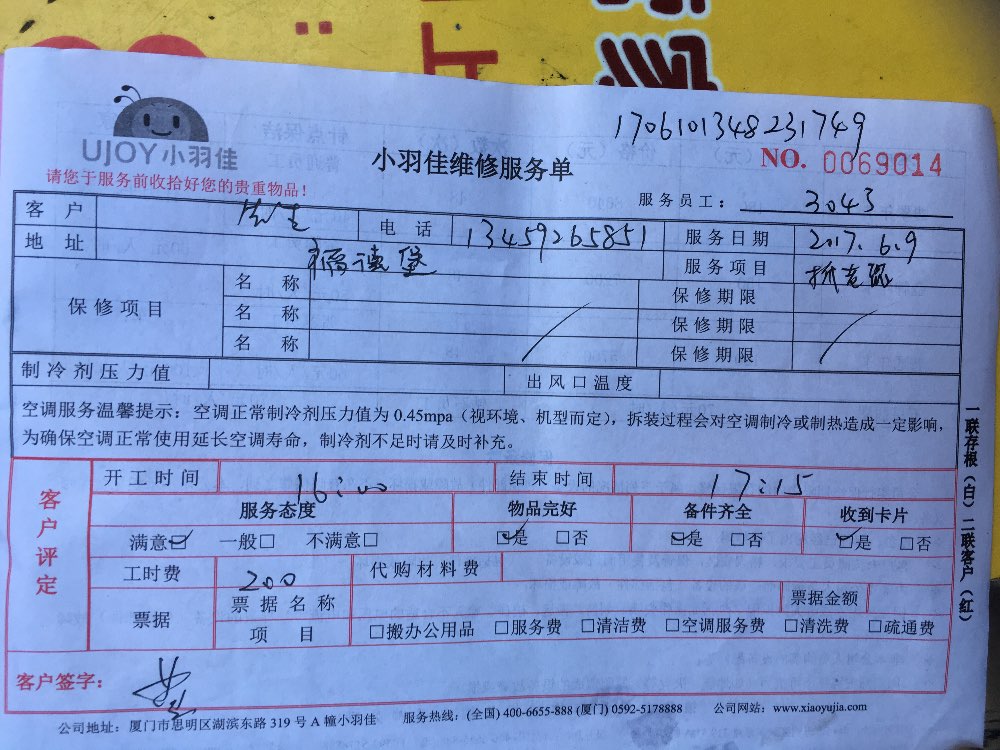 1706101348231749
UJOY小羽佳
小羽佳维修服务单
NO. 0069014
请您于服务前收拾好您的贵重物品！
服务员工： 3043
客 户 电 话 13459265851 服务日期 2017.6.9
地 址 福德堡 服务项目
保修项目 名 称 保修期限
名 称 保修期限
名 称 保修期限
制冷剂压力值 出风口温度
空调服务温馨提示：空调正常制冷剂压力值为 0.45mpa（视环境、机型而定），拆装过程会对空调制冷或制热造成一定影响，
为确保空调正常使用延长空调寿命，制冷剂不足时请及时补充。
客户评定
开工时间 16:00 结束时间 17:15
服务态度 物品完好 备件齐全 收到卡片
满意☑ 一般□ 不满意□ ☑是 □否 ☑是 □否 ☑是 □否
工时费 200 代购材料费
票据 票据名称 票据金额
项 目 □搬办公用品 □服务费 □清洁费 □空调服务费 □清洗费 □疏通费
客户签字：
公司地址：厦门市思明区湖滨东路 319 号 A 幢小羽佳 服务热线：(全国) 400-6655-888 (厦门) 0592-5178888 公司网站：www.xiaoyujia.com
一联存根（白）二联客户（红）